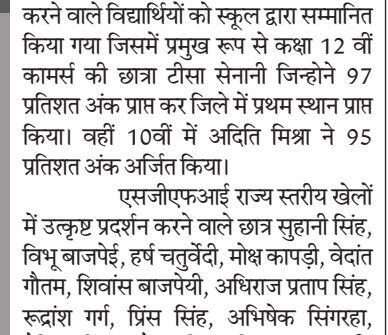 करने वाले विद्यार्थियों को स्कूल द्वारा सम्मानित
किया गया जिसमें प्रमुख रूप से कक्षा 12 वीं
कामर्स की छात्रा टीसा सेनानी जिन्होने 97
प्रतिशत अंक प्राप्त कर जिले में प्रथम स्थान प्राप्त
किया। वहीं 10वीं में अदिति मिश्रा ने 95
प्रतिशत अंक अर्जित किया।
एसजीएफआई राज्य स्तरीय खेलों
में उत्कृष्ट प्रदर्शन करने वाले छात्र सुहानी सिंह,
विभू बाजपेई, हर्ष चतुर्वेदी, मोक्ष कापड़ी, वेदांत
गौतम, शिवांस बाजपेयी, अधिराज प्रताप सिंह,
रूद्रांश गर्ग, प्रिंस सिंह, अभिषेक सिंगरहा,